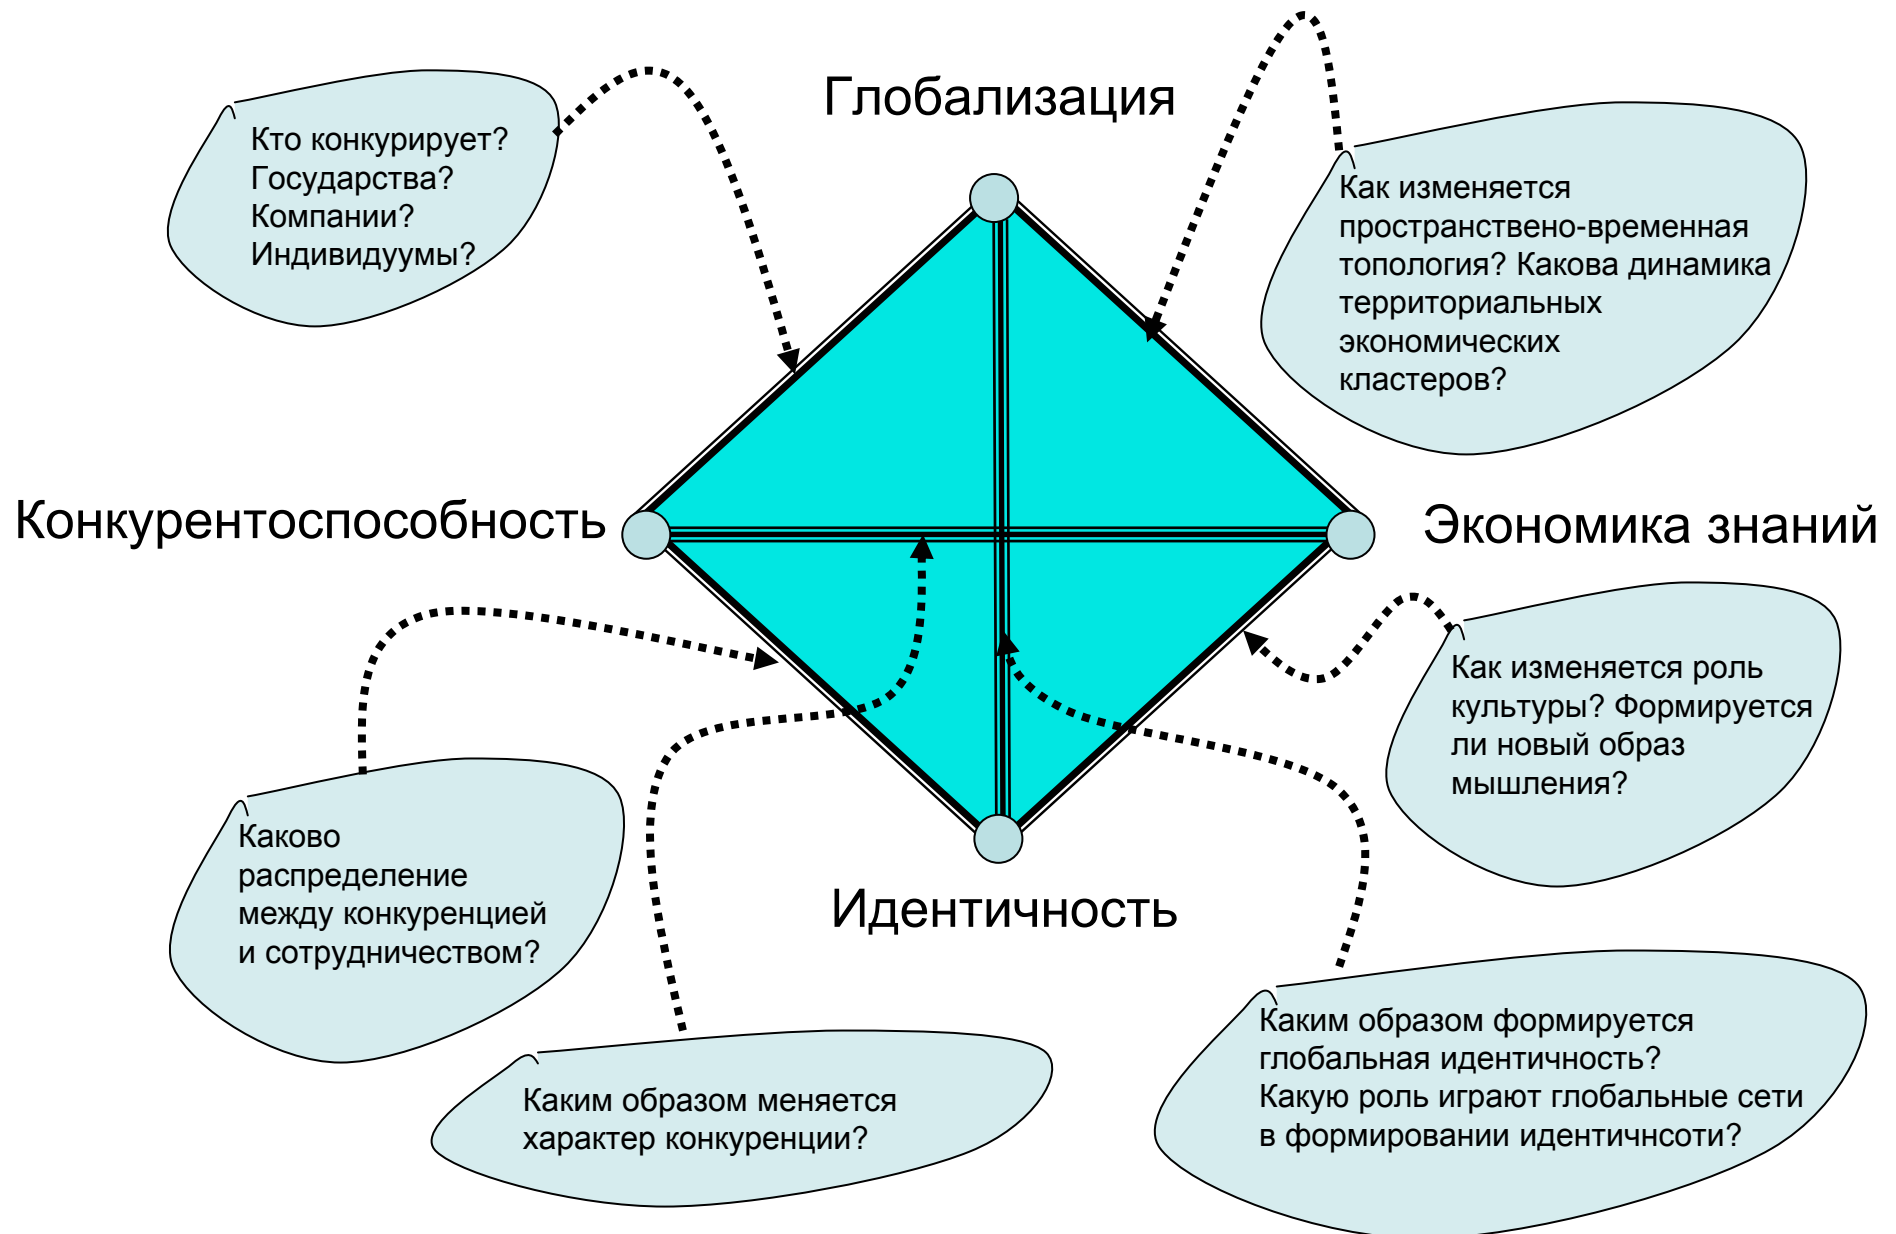 Глобализация
Кто конкурирует?
Государства?
Компании?
Индивидуумы?
Как изменяется
пространствено-временная
топология? Какова динамика
территориальных
экономических
кластеров?
Конкурентоспособность
Экономика знаний
Как изменяется роль
культуры? Формируется
ли новый образ
мышления?
Каково
распределение
между конкуренцией
и сотрудничеством?
Идентичность
Каким образом формируется
глобальная идентичность?
Какую роль играют глобальные сети
в формировании идентичнсоти?
Каким образом меняется
характер конкуренции?